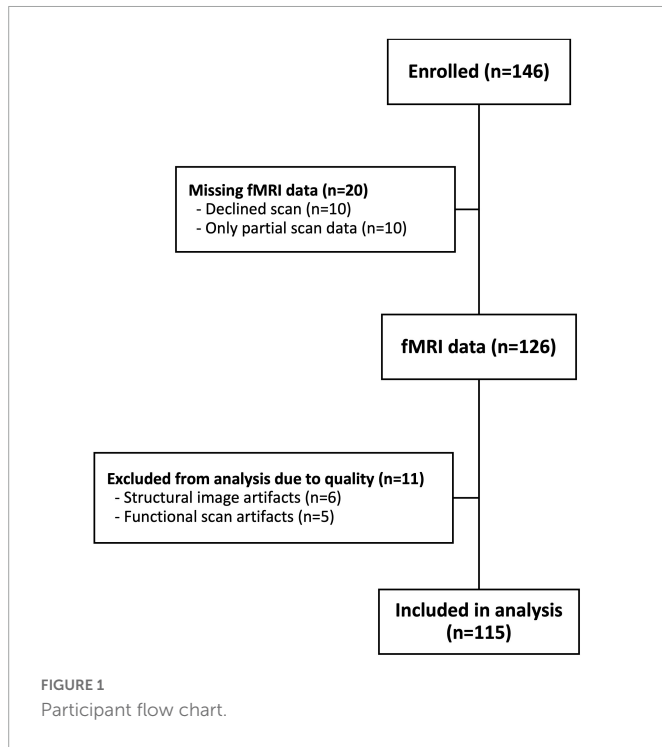 Enrolled (n=146)
Missing fMRI data (n=20)
- Declined scan (n=10)
- Only partial scan data (n=10)
fMRI data (n=126)
Excluded from analysis due to quality (n=11)
- Structural image artifacts (n=6)
- Functional scan artifacts (n=5)
Included in analysis
(n=115)
FIGURE 1
Participant flow chart.